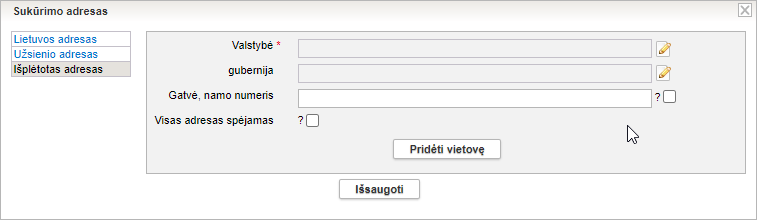 Sukūrimo adresas
Lietuvos adresas
Užsienio adresas
Išplėtotas adresas
Valstybė *
gubernija
Gatvė, namo numeris ?
Visas adresas spėjamas ?
Pridėti vietovę
Išsaugoti